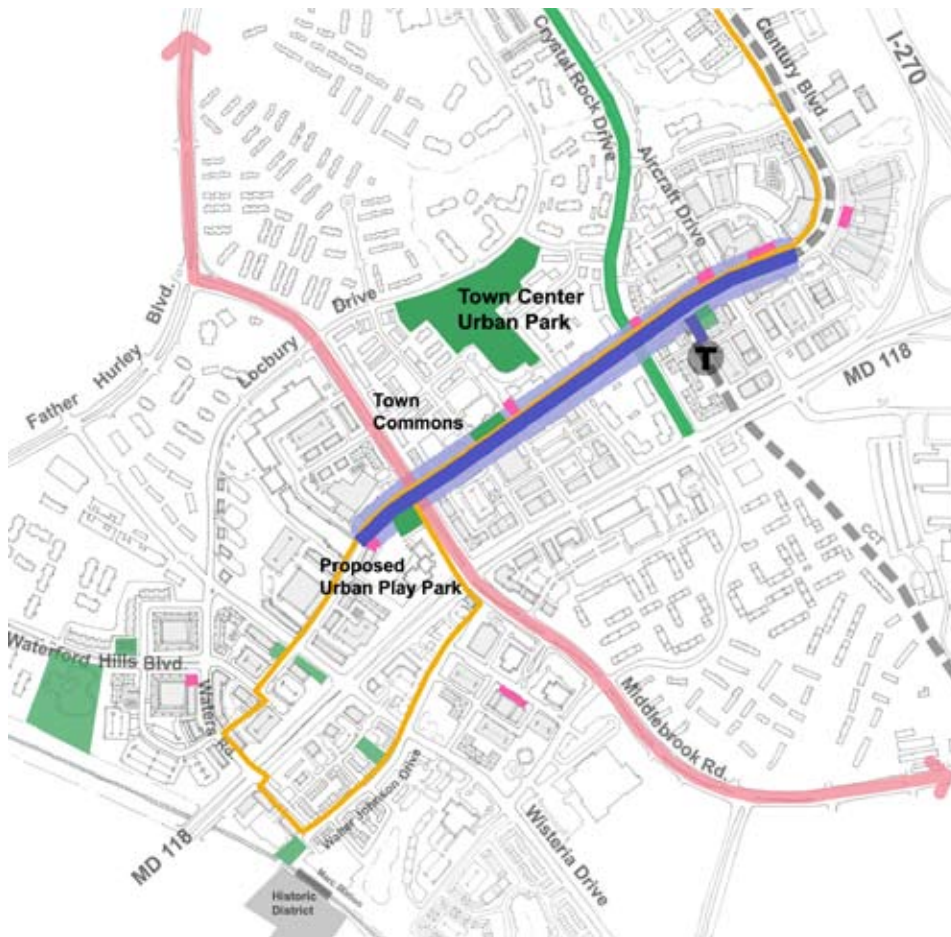 Crystal Rock Drive
Century Blvd
I-270
Aircraft Drive
Father Hurley Blvd.
Locbury Drive
Town Center
Urban Park
T
MD 118
Town
Commons
CCT
Proposed
Urban Play Park
Waterford Hills Blvd
Waters Rd.
Middlebrook Rd.
Walter Johnson Drive
Wisteria Drive
MD 118
Marc Station
Historic
District